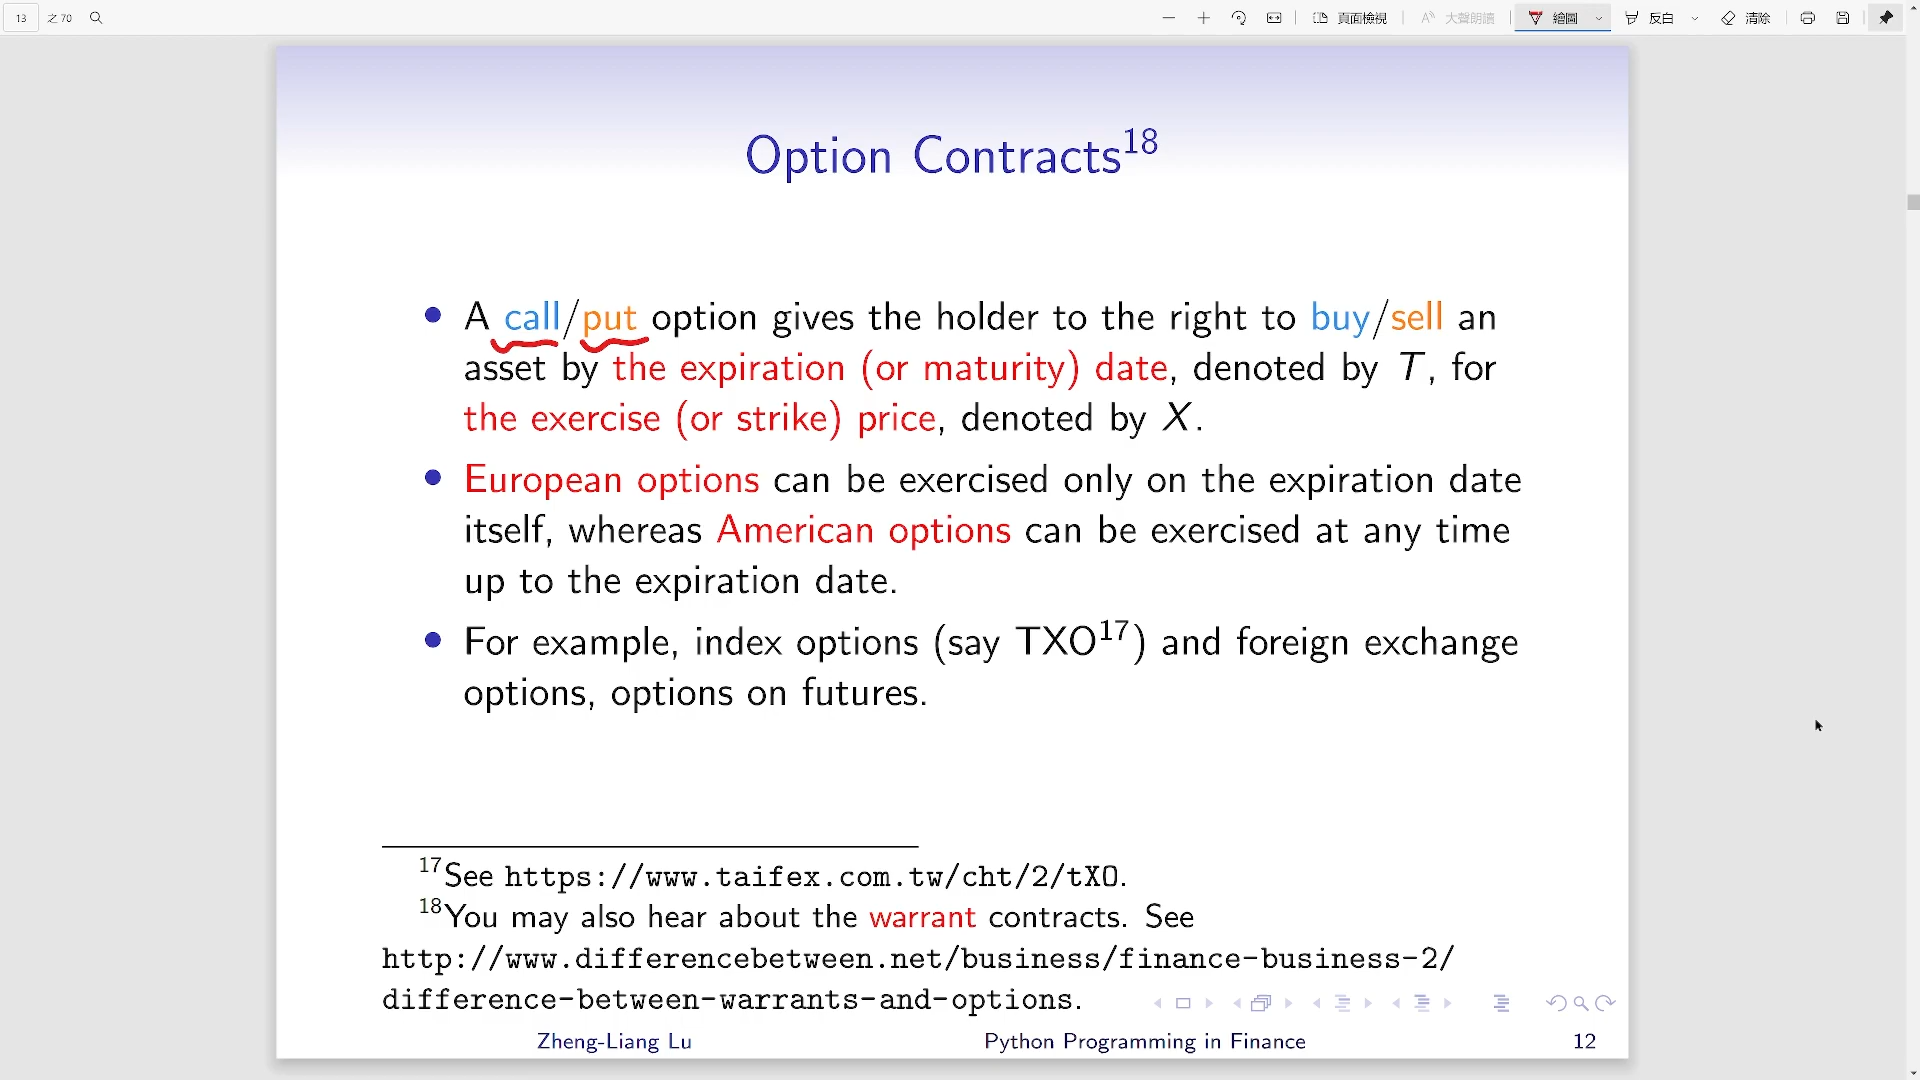 13 之 70 頁面檢視 大聲朗讀 繪圖 反白 清除
Option Contracts18
A call/put option gives the holder to the right to buy/sell an
asset by the expiration (or maturity) date, denoted by T, for
the exercise (or strike) price, denoted by X.
European options can be exercised only on the expiration date
itself, whereas American options can be exercised at any time
up to the expiration date.
For example, index options (say TXO17) and foreign exchange
options, options on futures.
17See https://www.taifex.com.tw/cht/2/tXO.
18You may also hear about the warrant contracts. See
http://www.differencebetween.net/business/finance-business-2/
difference-between-warrants-and-options.
Zheng-Liang Lu Python Programming in Finance 12